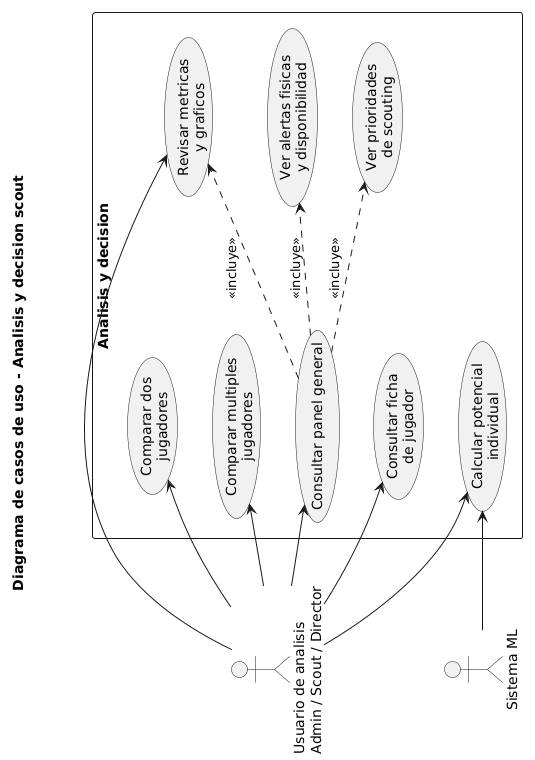 Diagrama de casos de uso - Analisis y decision scout
Analisis y decision
Revisar metricas
y graficos
Ver alertas fisicas
y disponibilidad
Ver prioridades
de scouting
«incluye»
«incluye»
«incluye»
Comparar dos
jugadores
Comparar multiples
jugadores
Consultar panel general
Consultar ficha
de jugador
Calcular potencial
individual
Usuario de analisis
Admin / Scout / Director
Sistema ML